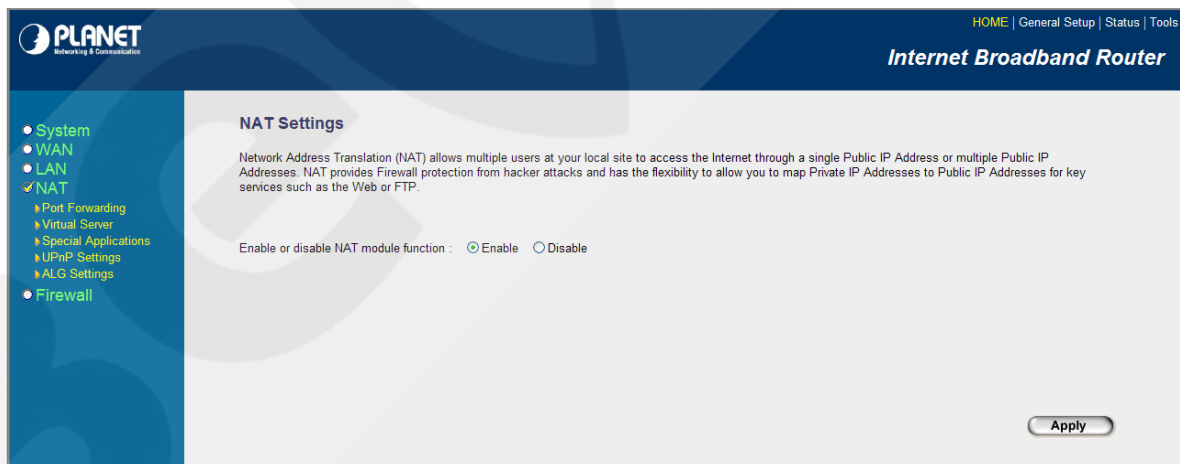 PLANET
Networking & Communication
HOME | General Setup | Status | Tools
Internet Broadband Router
System
WAN
LAN
NAT
Port Forwarding
Virtual Server
Special Applications
UPnP Settings
ALG Settings
Firewall
NAT Settings
Network Address Translation (NAT) allows multiple users at your local site to access the Internet through a single Public IP Address or multiple Public IP
Addresses. NAT provides Firewall protection from hacker attacks and has the flexibility to allow you to map Private IP Addresses to Public IP Addresses for key
services such as the Web or FTP.
Enable or disable NAT module function : Enable Disable
Apply